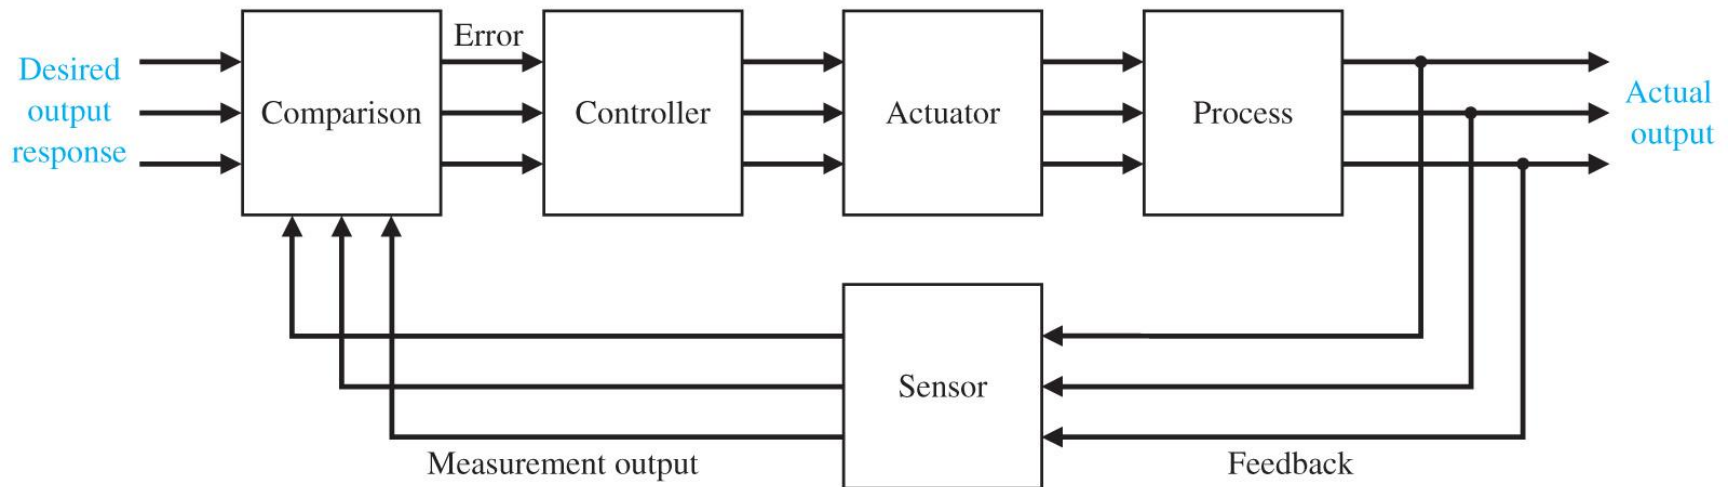 Error
Desired
output
response
Comparison
Controller
Actuator
Process
Actual
output
Sensor
Measurement output
Feedback